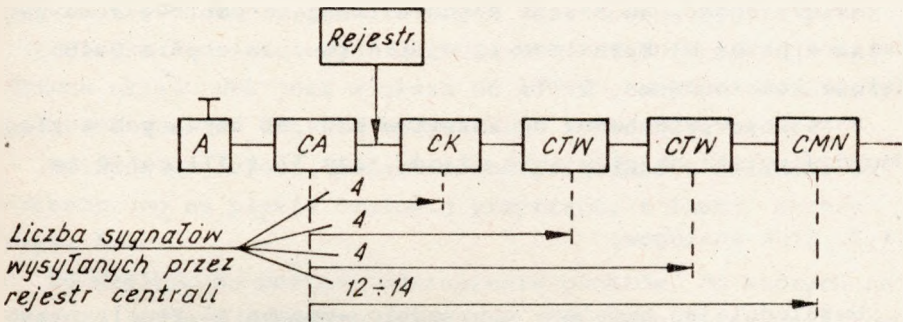 Rejestr.
A CA CK CTW CTW CMN
4
4
4
12÷14
Liczba sygnałów
wysyłanych przez
rejestr centrali